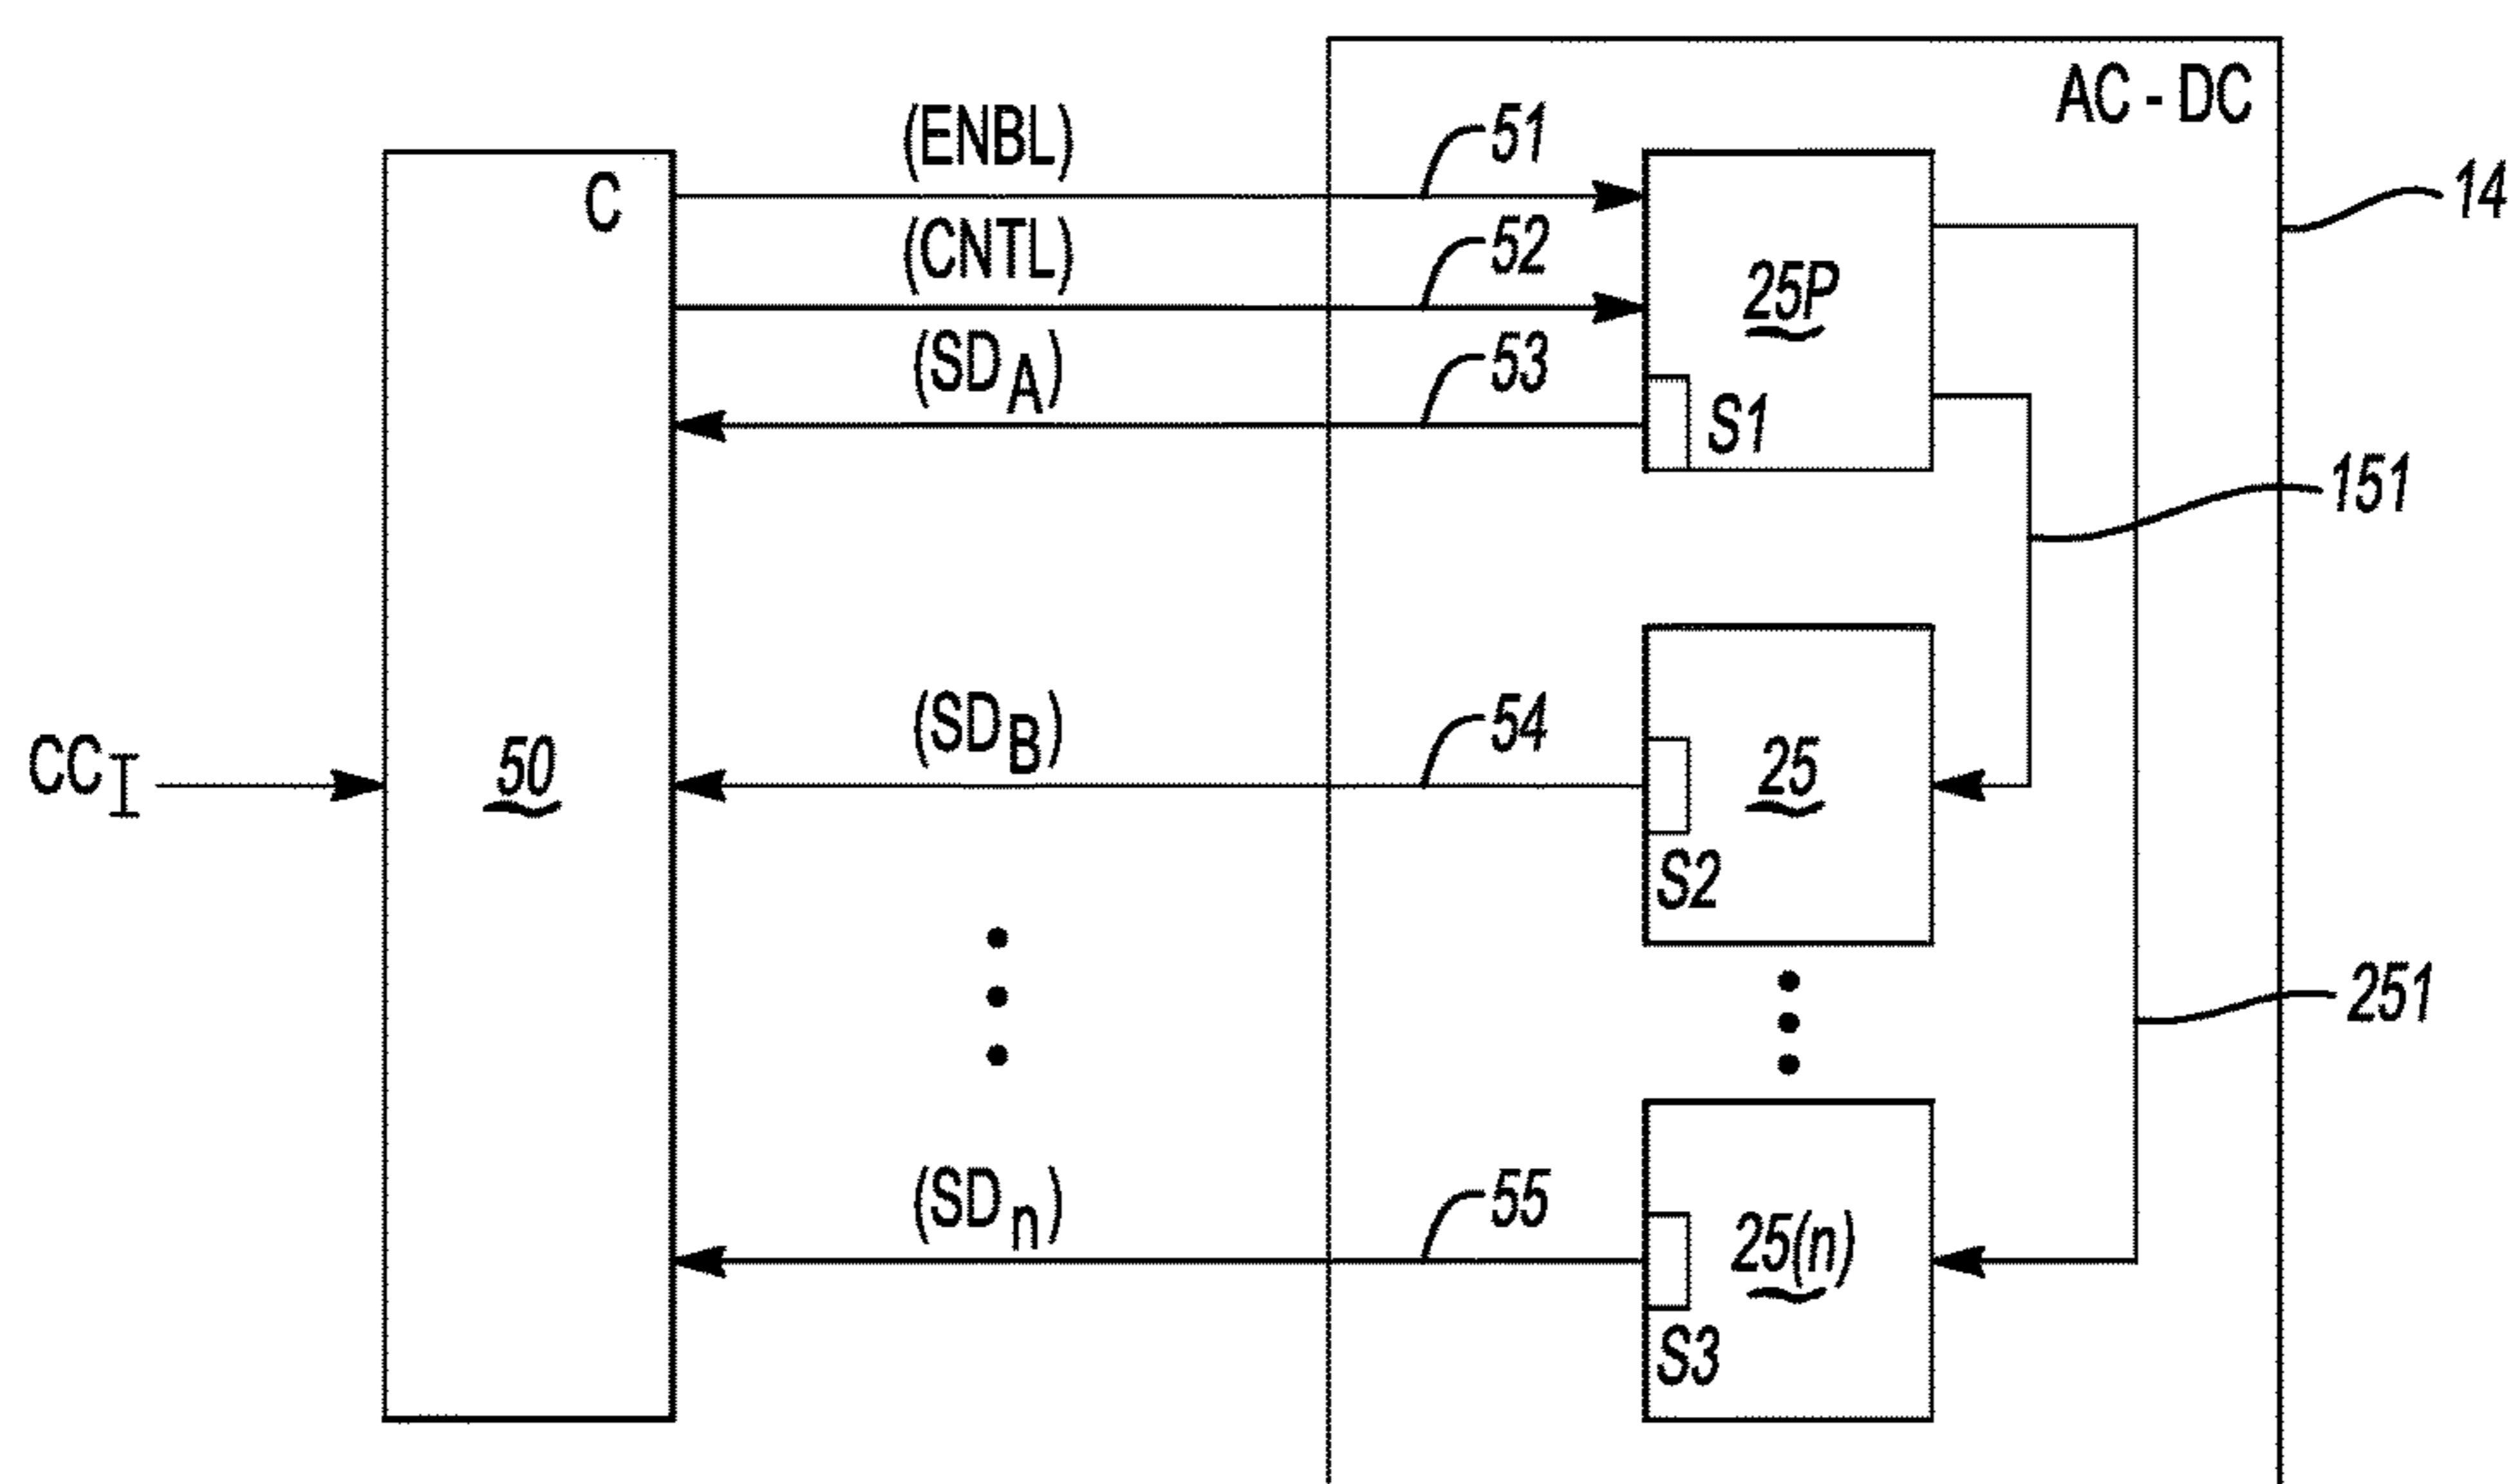 AC - DC
(ENBL)
51
14
C
(CNTL)
52
25P
(SDA)
53
S1
151
(SDB)
54
CCI
50
25
S2
251
(SDn)
55
25(n)
S3